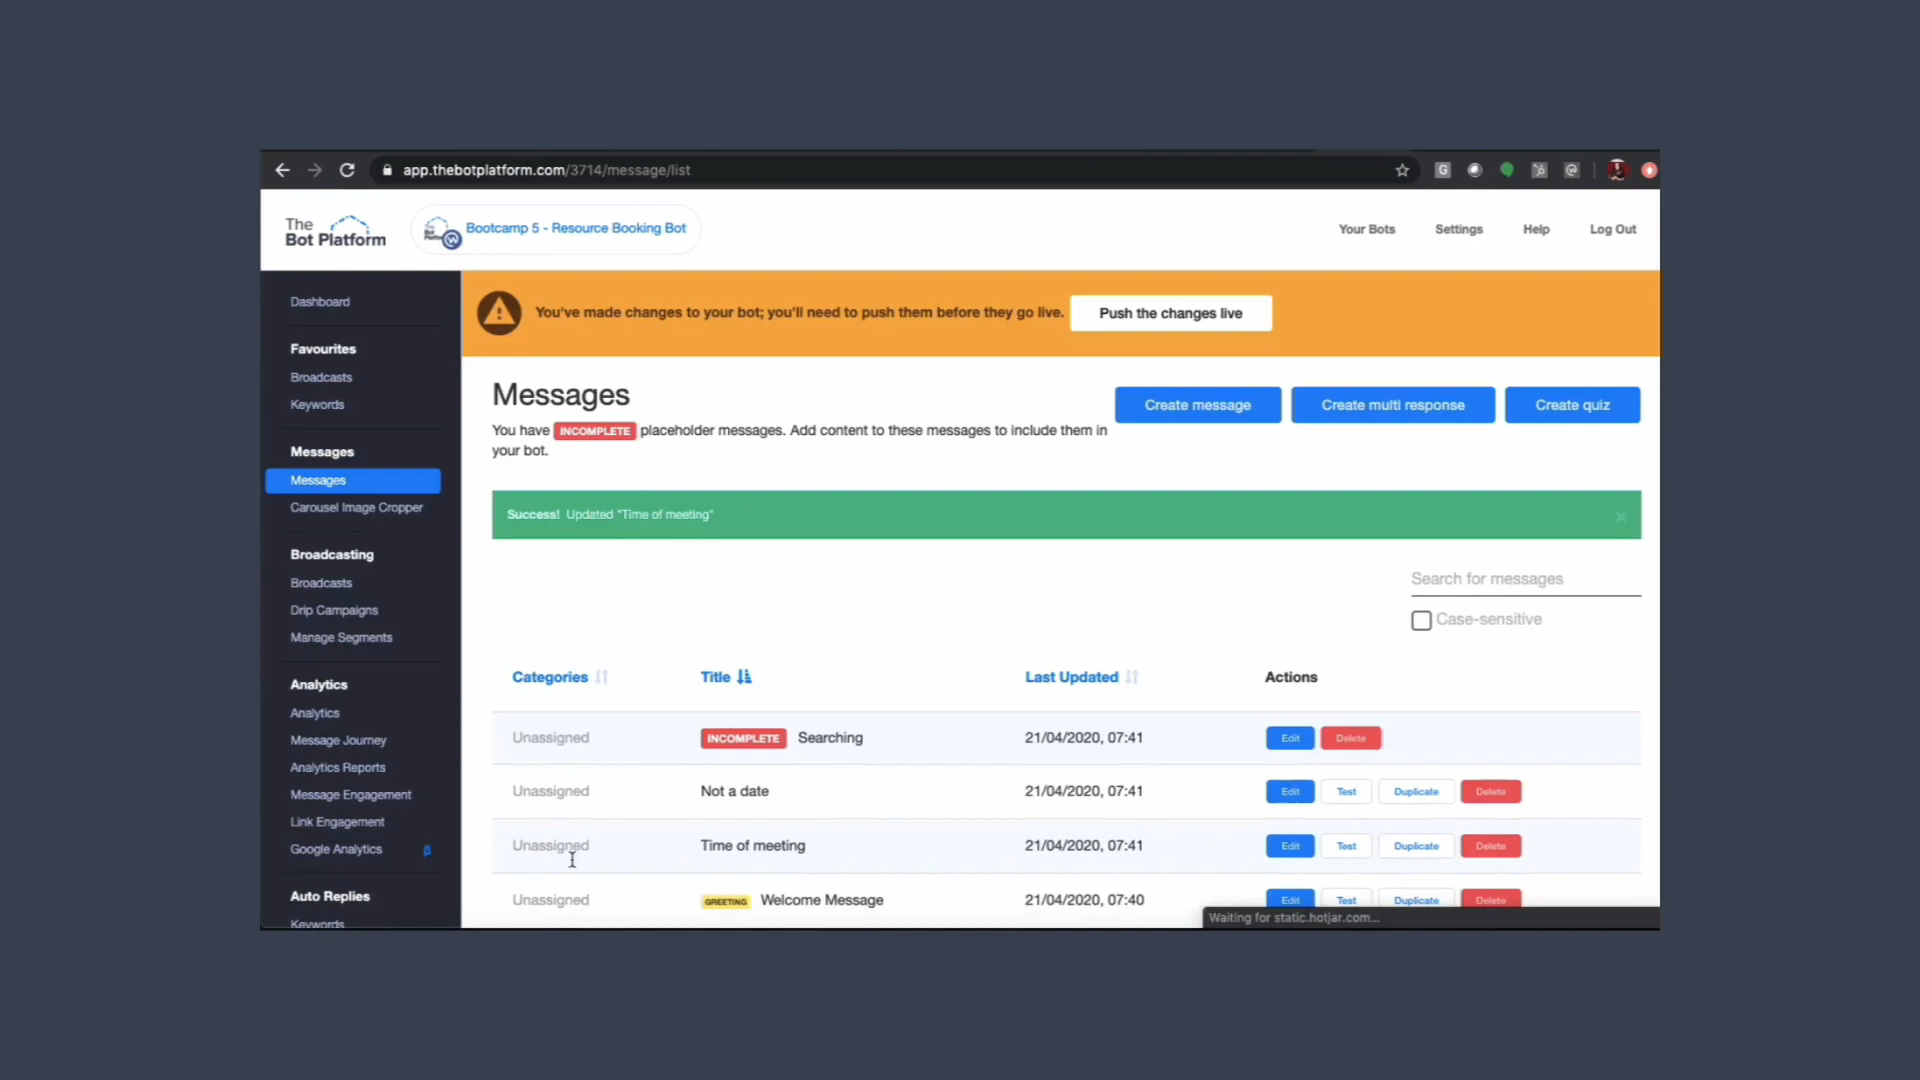 app.thebotplatform.com/3714/message/list
The
Bot Platform
Bootcamp 5 - Resource Booking Bot
Your Bots
Settings
Help
Log Out
Dashboard
Favourites
Broadcasts
Keywords
Messages
Messages
Carousel Image Cropper
Broadcasting
Broadcasts
Drip Campaigns
Manage Segments
Analytics
Analytics
Message Journey
Analytics Reports
Message Engagement
Link Engagement
Google Analytics β
Auto Replies
Keywords
You've made changes to your bot; you'll need to push them before they go live. Push the changes live
Messages
Create message Create multi response Create quiz
You have INCOMPLETE placeholder messages. Add content to these messages to include them in
your bot.
Success! Updated "Time of meeting" ×
Search for messages
Case-sensitive
Categories Title Last Updated Actions
Unassigned INCOMPLETE Searching 21/04/2020, 07:41 Edit Delete
Unassigned Not a date 21/04/2020, 07:41 Edit Test Duplicate Delete
Unassigned Time of meeting 21/04/2020, 07:41 Edit Test Duplicate Delete
Unassigned GREETING Welcome Message 21/04/2020, 07:40 Edit Test Duplicate Delete
Waiting for static.hotjar.com...